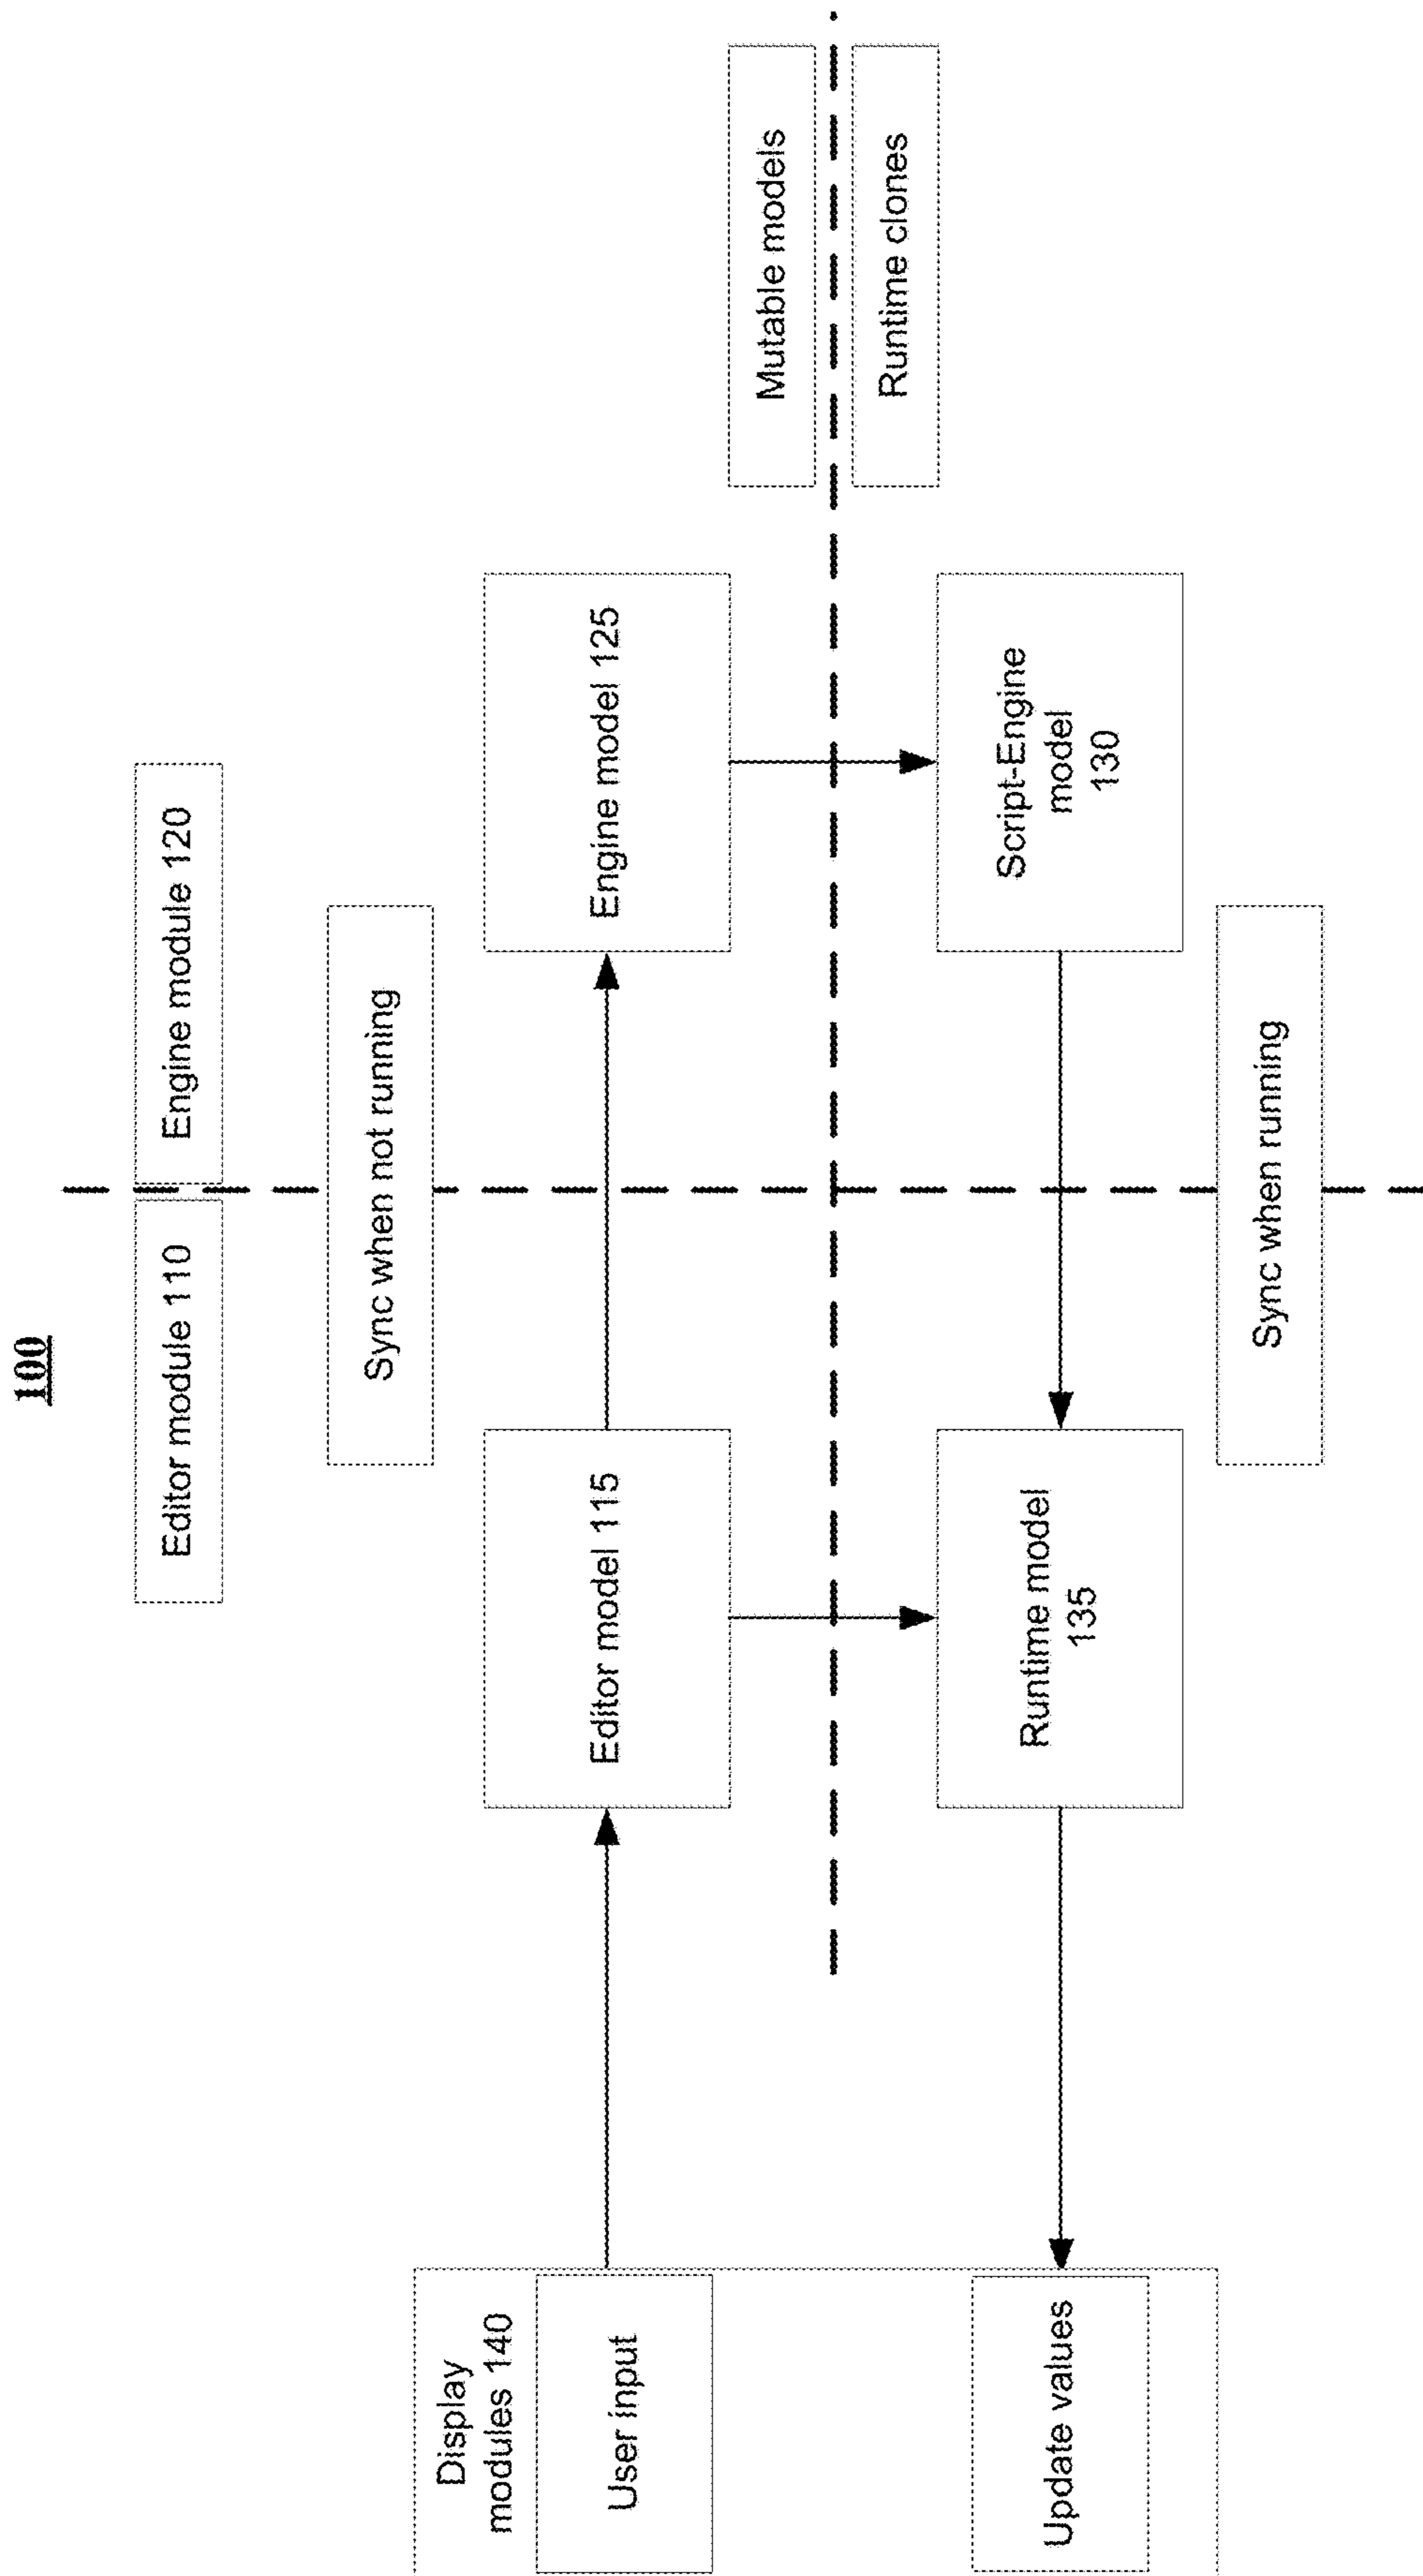 100
Editor module 110
Engine module 120
Sync when not running
Display
modules 140
User input
Editor model 115
Engine model 125
Mutable models
Runtime clones
Update values
Runtime model
135
Script-Engine
model
130
Sync when running